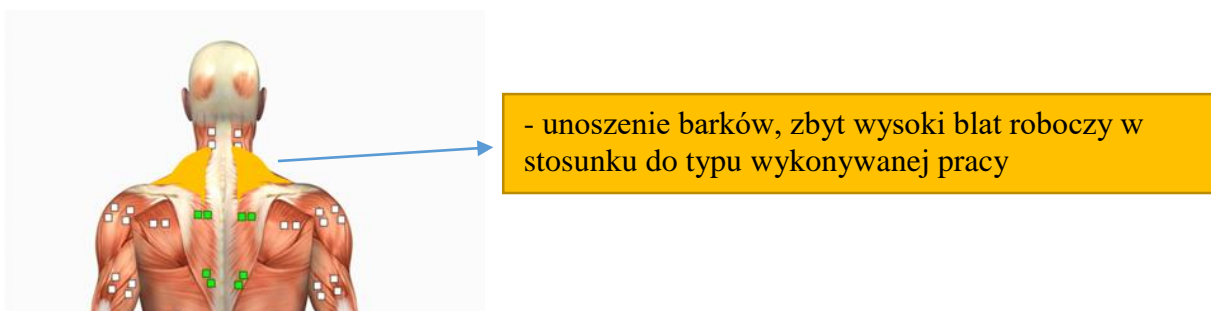 - unoszenie barków, zbyt wysoki blat roboczy w
stosunku do typu wykonywanej pracy